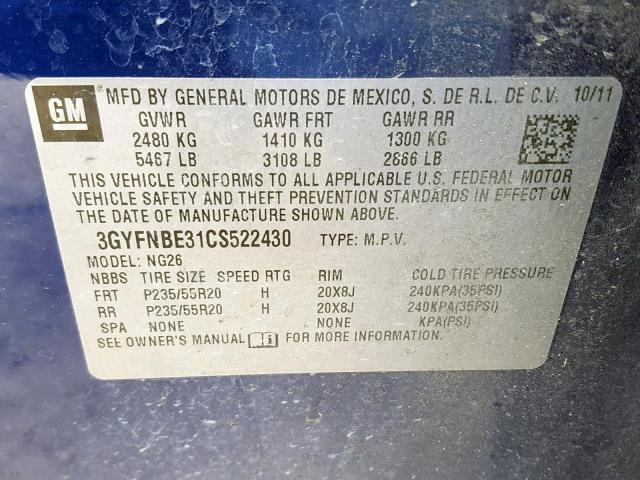 GM MFD BY GENERAL MOTORS DE MEXICO, S. DE R.L. DE C.V. 10/11
GVWR GAWR FRT GAWR RR
2480 KG 1410 KG 1300 KG
5467 LB 3108 LB 2866 LB
THIS VEHICLE CONFORMS TO ALL APPLICABLE U.S. FEDERAL MOTOR
VEHICLE SAFETY AND THEFT PREVENTION STANDARDS IN EFFECT ON
THE DATE OF MANUFACTURE SHOWN ABOVE.
3GYFNBE31CS522430 TYPE: M.P.V.
MODEL: NG26
NBBS TIRE SIZE SPEED RTG RIM COLD TIRE PRESSURE
FRT P235/55R20 H 20X8J 240KPA(35PSI)
RR P235/55R20 H 20X8J 240KPA(35PSI)
SPA NONE NONE KPA(PSI)
SEE OWNER'S MANUAL FOR MORE INFORMATION.